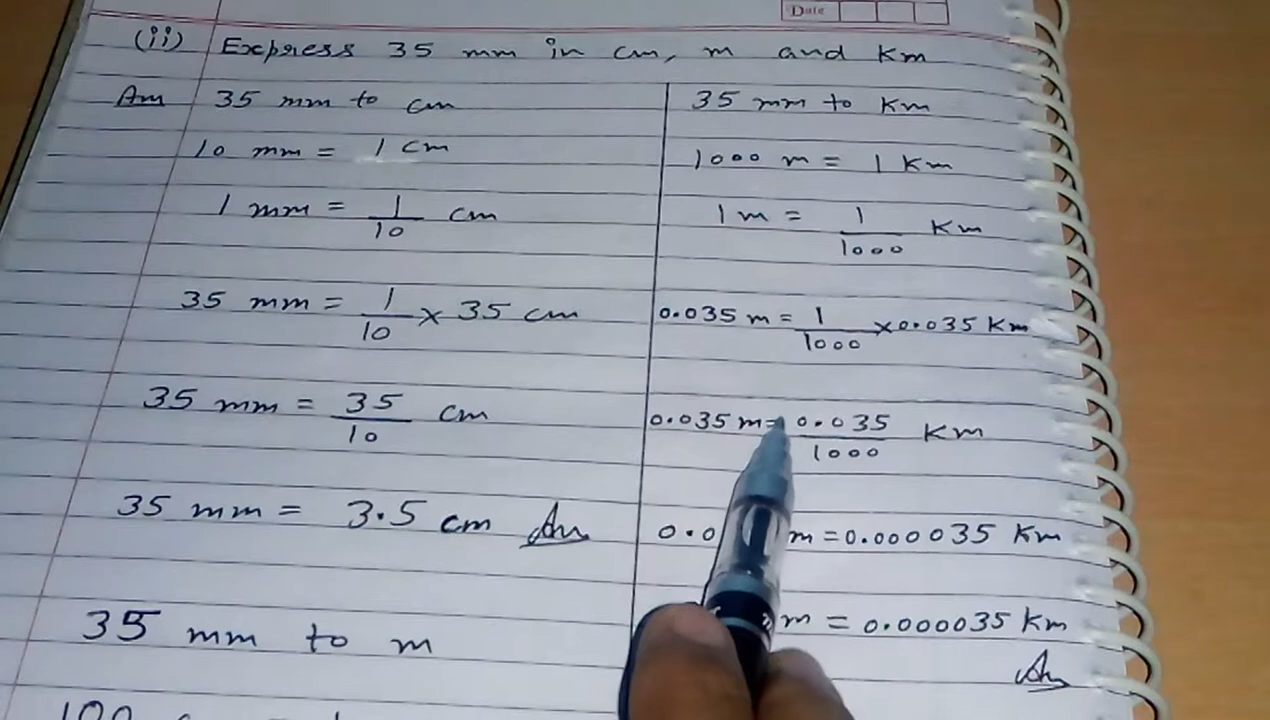 Date
(ii) Express 35 mm in cm, m and Km
Ans 35 mm to cm
10 mm = 1 cm
1 mm = 1/10 cm
35 mm = 1/10 × 35 cm
35 mm = 35/10 cm
35 mm = 3.5 cm Ans
35 mm to m
100
35 mm to Km
1000 m = 1 Km
1 m = 1/1000 Km
0.035 m = 1/1000 × 0.035 Km
0.035 m = 0.035/1000 Km
0.0 m = 0.000035 Km
m = 0.000035 Km
Ans